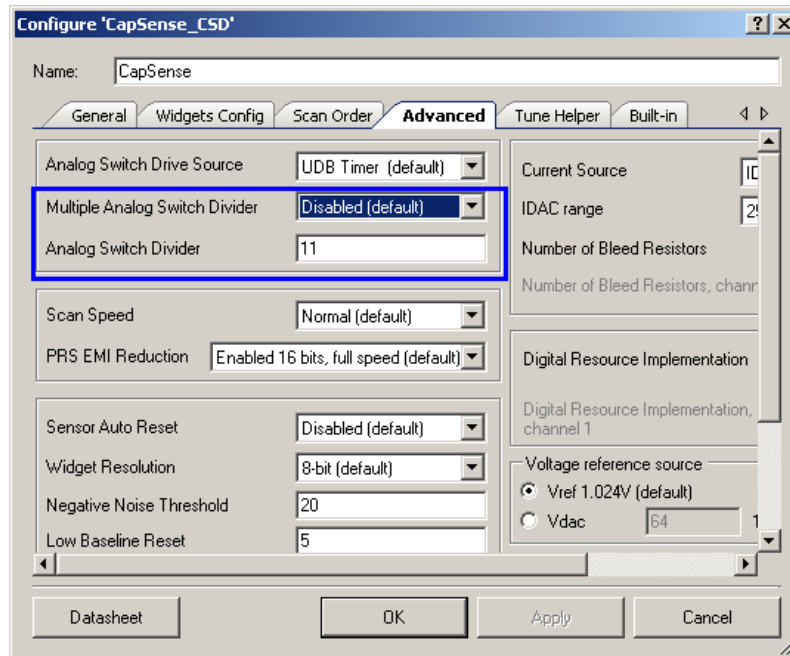 Configure 'CapSense_CSD'
Name: CapSense
General Widgets Config Scan Order Advanced Tune Helper Built-in
Analog Switch Drive Source UDB Timer (default)
Multiple Analog Switch Divider Disabled (default)
Analog Switch Divider 11
Scan Speed Normal (default)
PRS EMI Reduction Enabled 16 bits, full speed (default)
Sensor Auto Reset Disabled (default)
Widget Resolution 8-bit (default)
Negative Noise Threshold 20
Low Baseline Reset 5
Current Source
IDAC range
Number of Bleed Resistors
Number of Bleed Resistors, chann
Digital Resource Implementation
Digital Resource Implementation,
channel 1
Voltage reference source
Vref 1.024V (default)
Vdac 64
Datasheet OK Apply Cancel